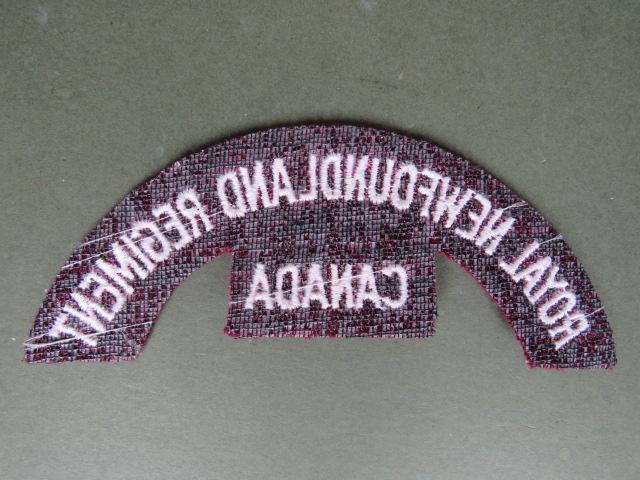 ROYAL NEWFOUNDLAND REGIMENT
CANADA